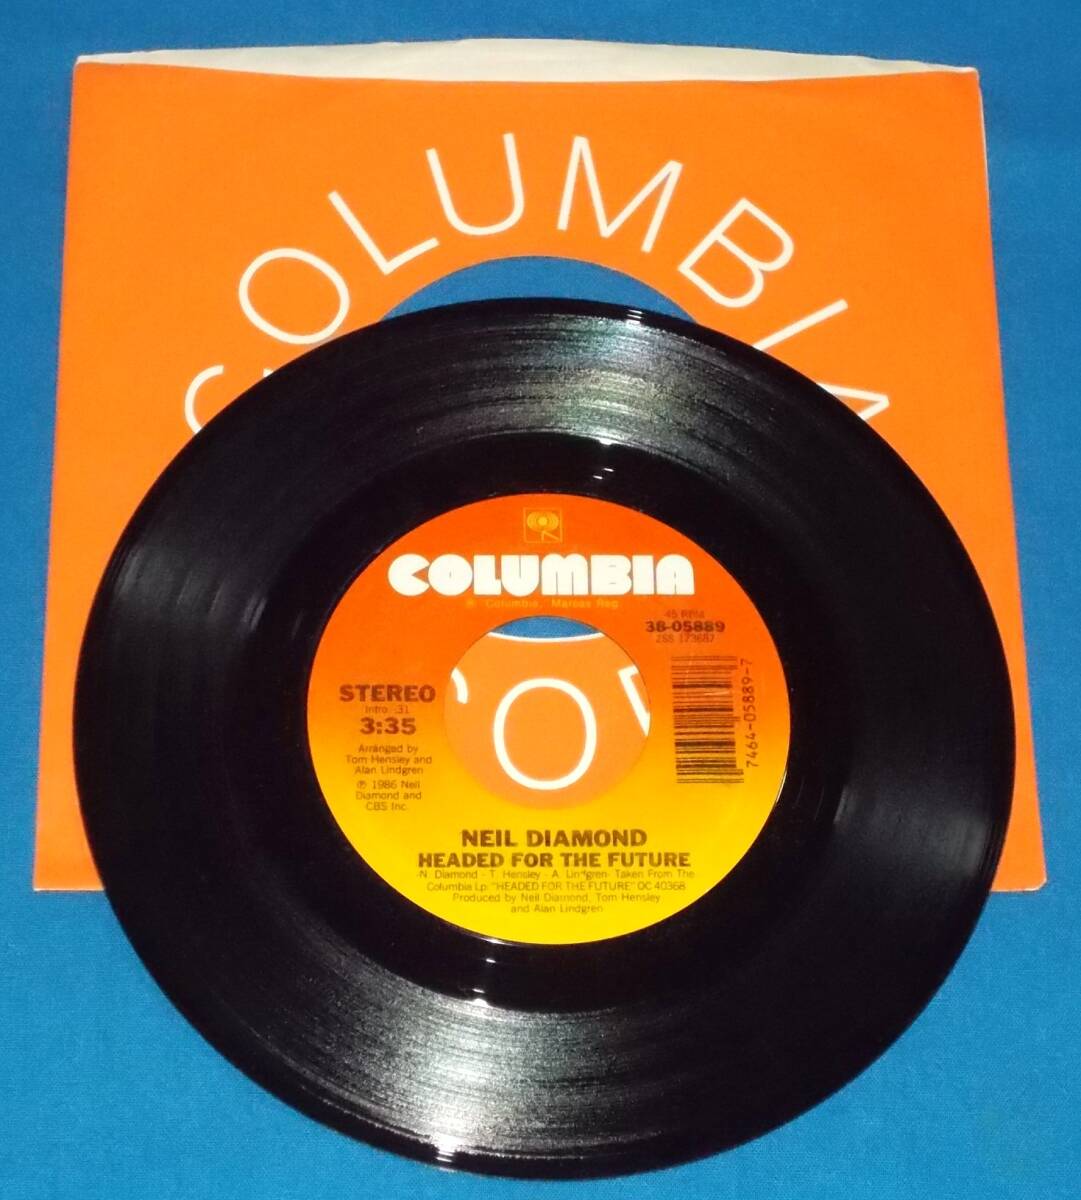 COLUMBIA
COLUMBIA
® Columbia, Marcas Reg.
45 RPM
38-05889
ZSS 173687
STEREO
Intro :31
3:35
Arranged by
Tom Hensley and
Alan Lindgren
℗ 1986 Neil
Diamond and
CBS Inc.
7464-05889-7
CO
NEIL DIAMOND
HEADED FOR THE FUTURE
-N. Diamond - T. Hensley - A. Lindgren- Taken From The
Columbia Lp: "HEADED FOR THE FUTURE" OC 40368
Produced by Neil Diamond, Tom Hensley
and Alan Lindgren